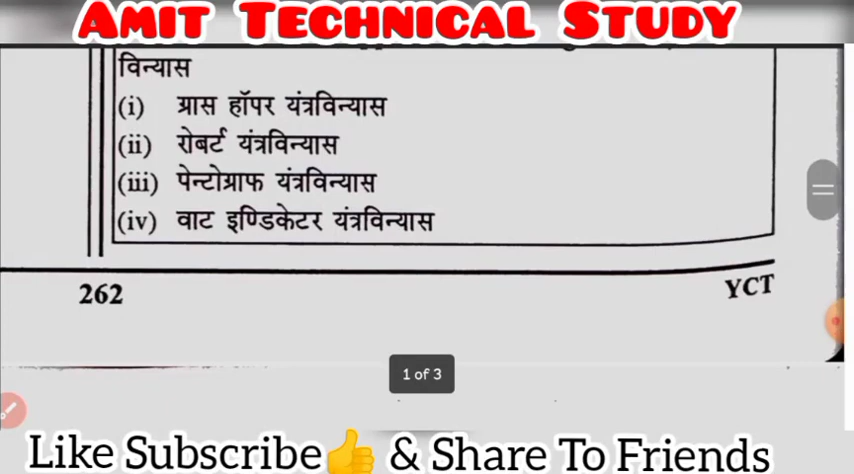 AMIT TECHNICAL STUDY
विन्यास
(i) ग्रास हॉपर यंत्रविन्यास
(ii) रोबर्ट यंत्रविन्यास
(iii) पेन्टोग्राफ यंत्रविन्यास
(iv) वाट इण्डिकेटर यंत्रविन्यास
262
YCT
1 of 3
Like Subscribe👍 & Share To Friends